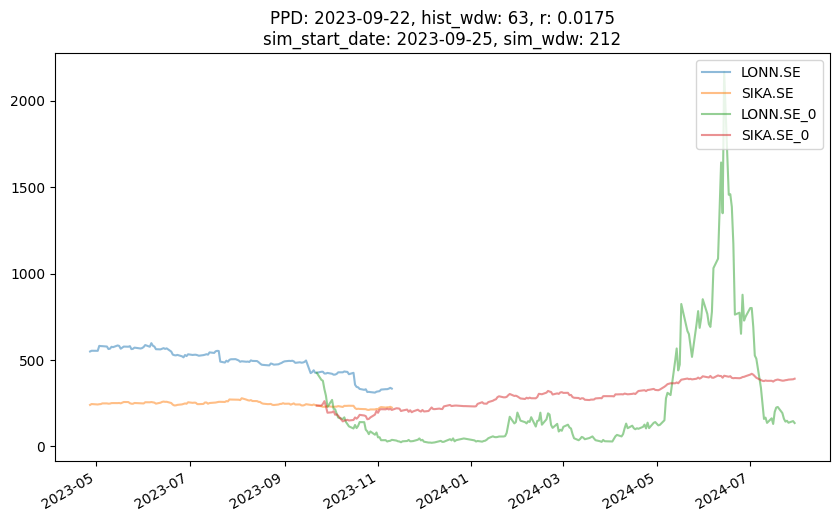 PPD: 2023-09-22, hist_wdw: 63, r: 0.0175
sim_start_date: 2023-09-25, sim_wdw: 212
LONN.SE
SIKA.SE
LONN.SE_0
SIKA.SE_0
2000
1500
1000
500
0
2023-05
2023-07
2023-09
2023-11
2024-01
2024-03
2024-05
2024-07